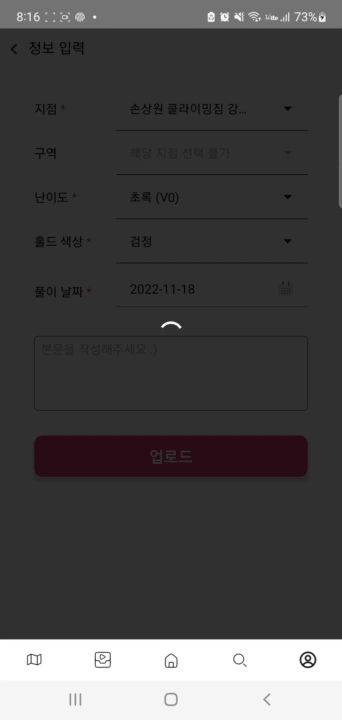 8:16
73%
정보 입력
지점 *
손상원 클라이밍짐 강...
구역
해당 지점 선택 불가
난이도 *
초록 (V0)
홀드 색상 *
검정
풀이 날짜 *
2022-11-18
본문을 작성해주세요 :)
업로드